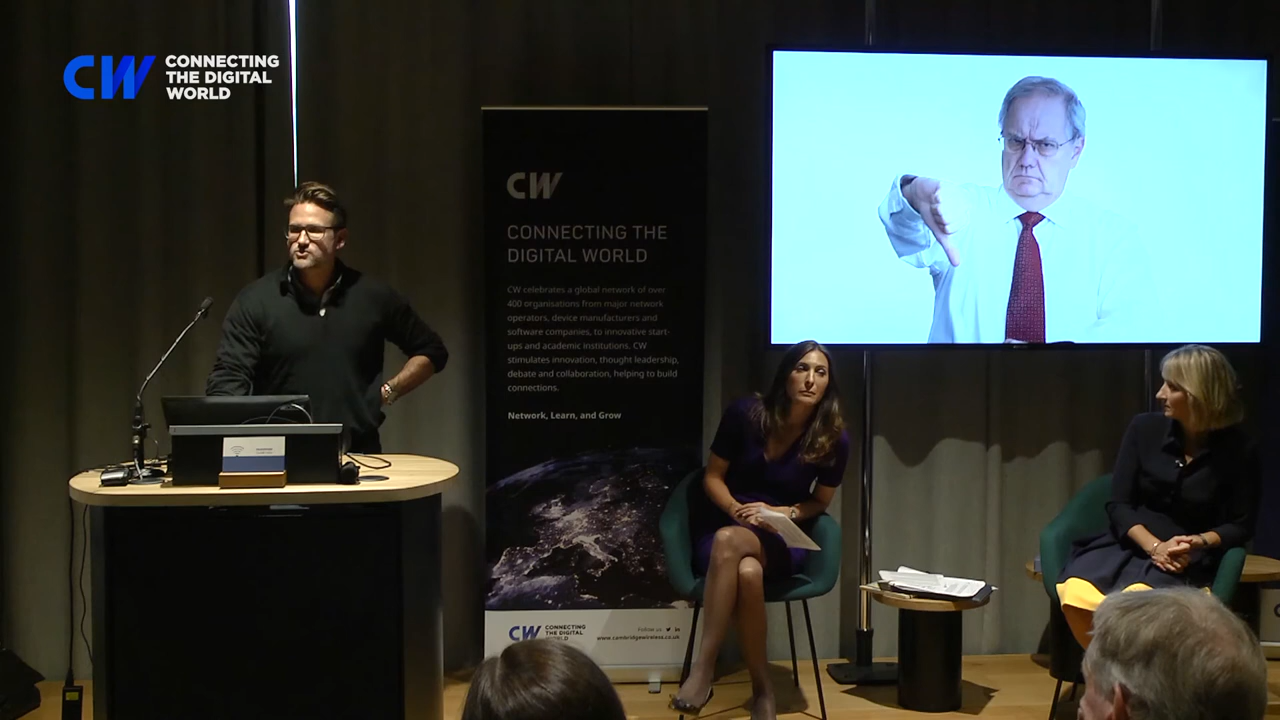 CW CONNECTING
THE DIGITAL
WORLD
CW
CONNECTING THE
DIGITAL WORLD
CW celebrates a global network of over
400 organisations from major network
operators, device manufacturers and
software companies, to innovative start-
ups and academic institutions. CW
stimulates innovation, thought leadership,
debate and collaboration, helping to build
connections.
Network, Learn, and Grow
CW CONNECTING
THE DIGITAL
WORLD
Follow us
www.cambridgewireless.co.uk